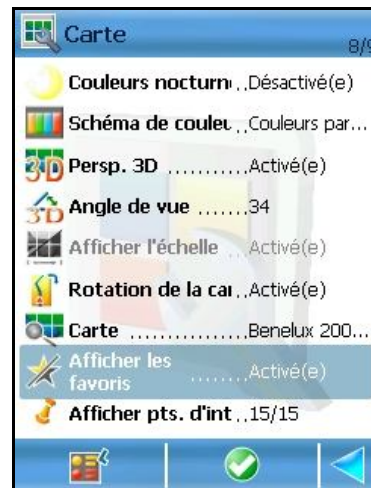 Carte
8/9
Couleurs nocturn...Désactivé(e)
Schéma de couleu...Couleurs par...
Persp. 3D ...........Activé(e)
Angle de vue .......34
Afficher l'échelle ...Activé(e)
Rotation de la car...Activé(e)
Carte ................Benelux 200...
Afficher les favoris ........Activé(e)
Afficher pts. d'int...15/15